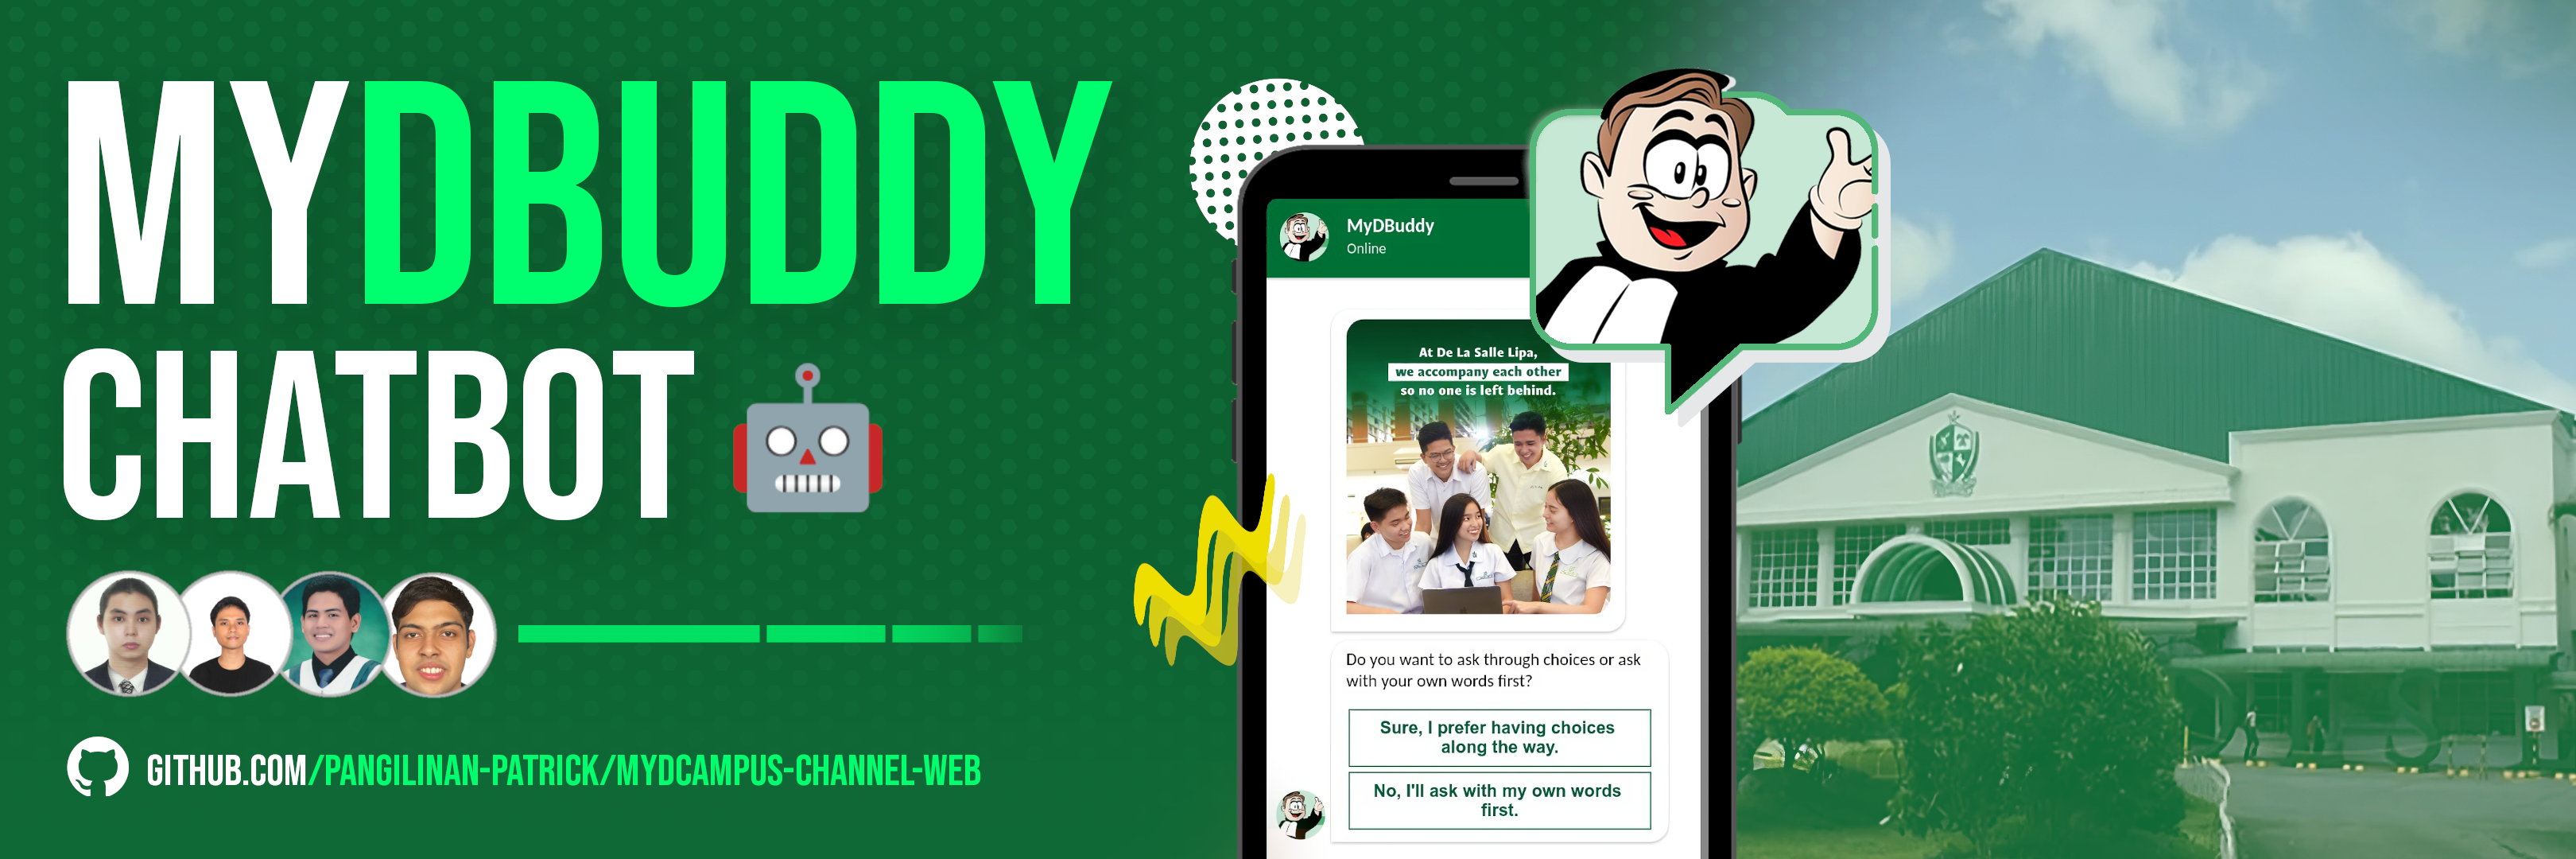 MYDBUDDY
CHATBOT
GITHUB.COM/PANGILINAN-PATRICK/MYDCAMPUS-CHANNEL-WEB
MyDBuddy
Online
At De La Salle Lipa,
we accompany each other
so no one is left behind.
Do you want to ask through choices or ask
with your own words first?
Sure, I prefer having choices
along the way.
No, I'll ask with my own words
first.